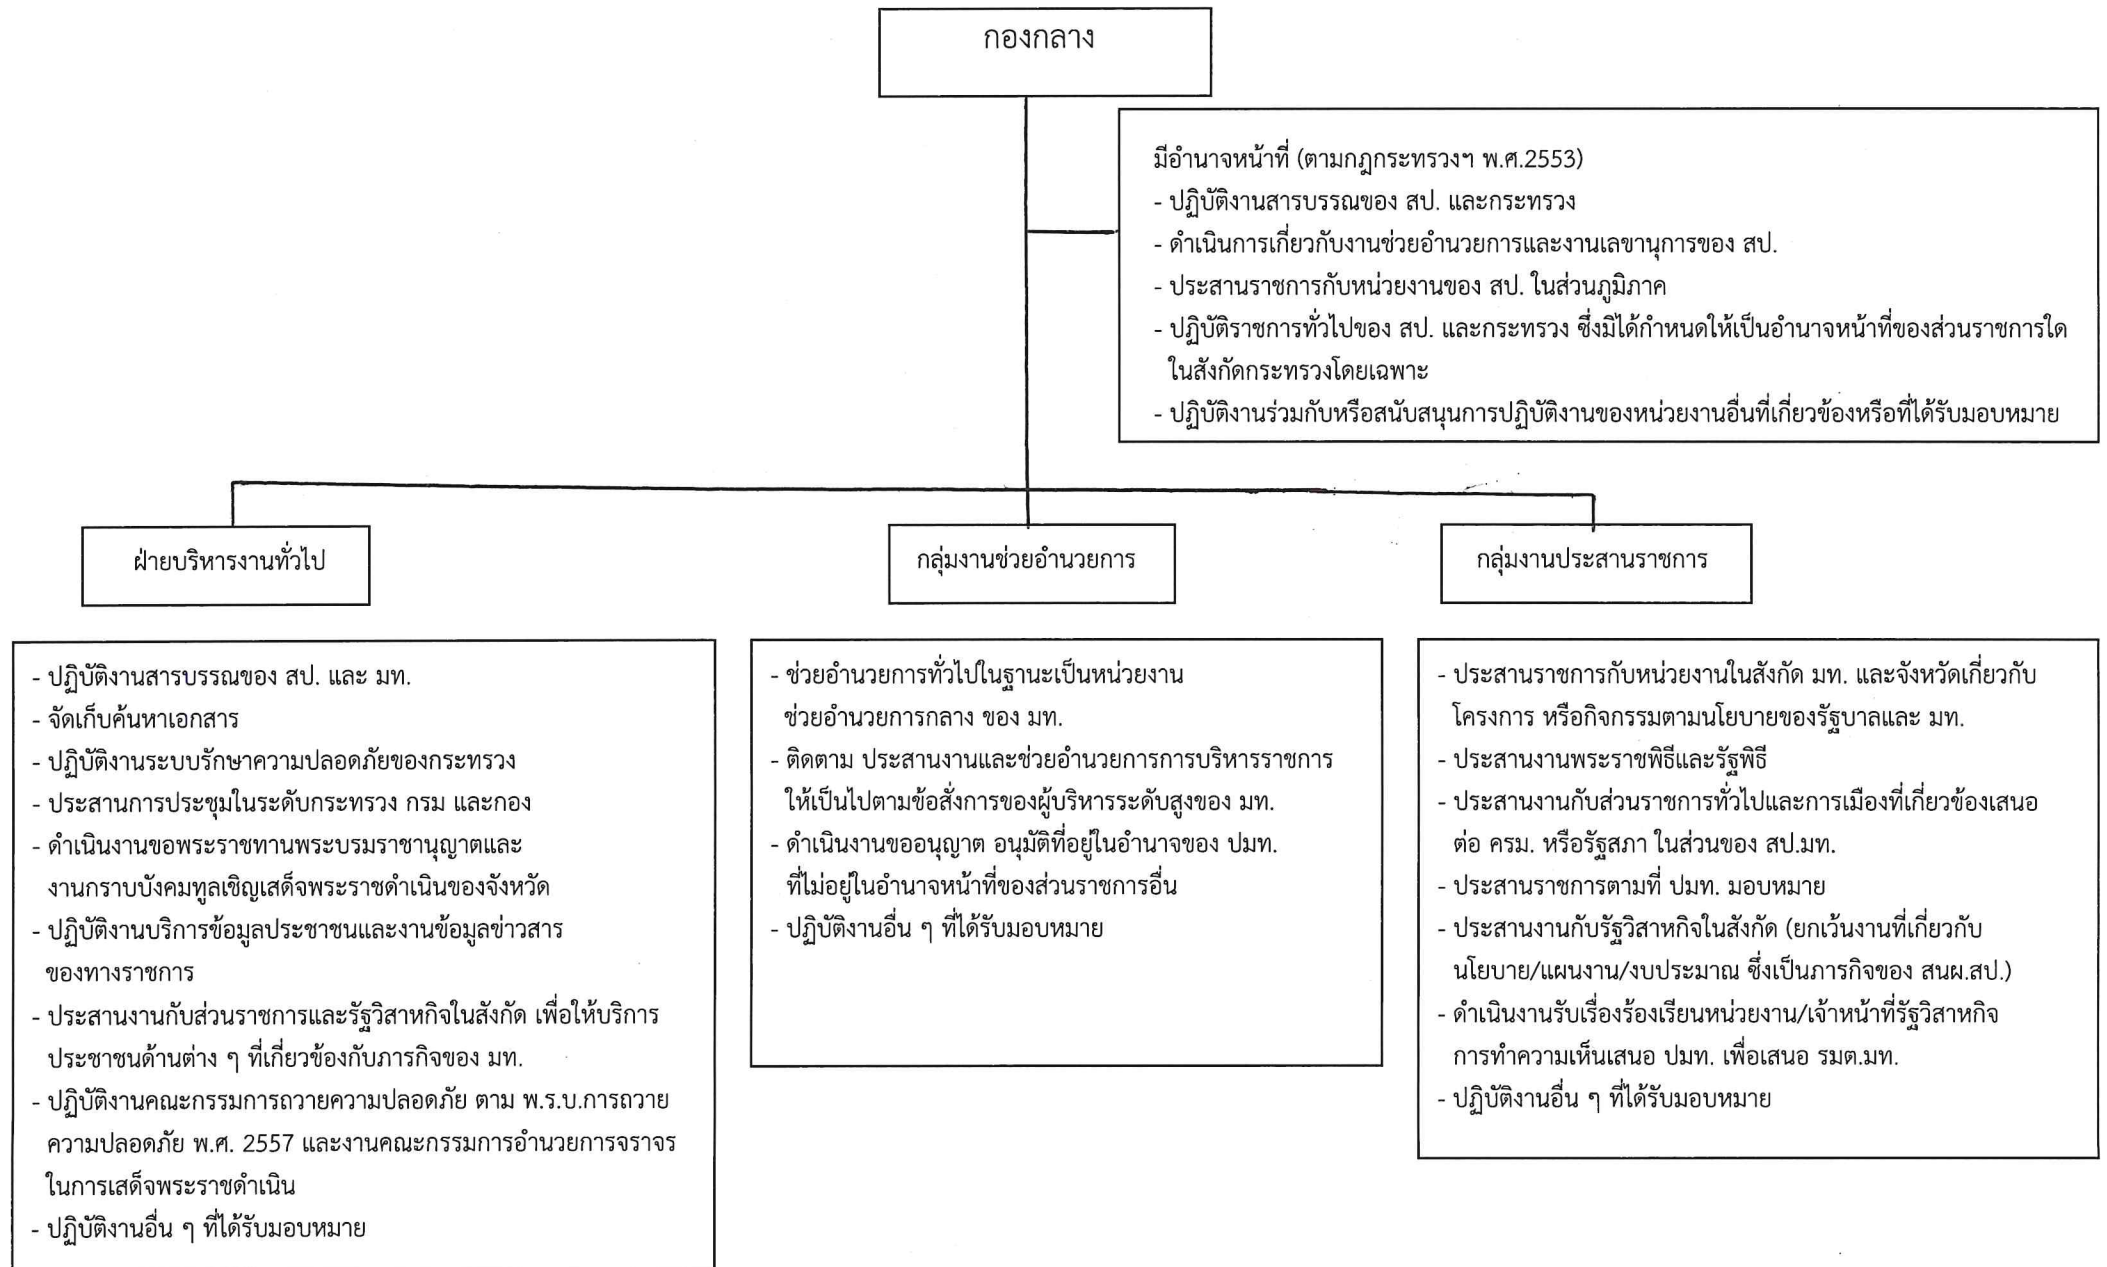 กองกลาง
มีอำนาจหน้าที่ (ตามกฎกระทรวงฯ พ.ศ.2553)
- ปฏิบัติงานสารบรรณของ สป. และกระทรวง
- ดำเนินการเกี่ยวกับงานช่วยอำนวยการและงานเลขานุการของ สป.
- ประสานราชการกับหน่วยงานของ สป. ในส่วนภูมิภาค
- ปฏิบัติราชการทั่วไปของ สป. และกระทรวง ซึ่งมิได้กำหนดให้เป็นอำนาจหน้าที่ของส่วนราชการใด
ในสังกัดกระทรวงโดยเฉพาะ
- ปฏิบัติงานร่วมกับหรือสนับสนุนการปฏิบัติงานของหน่วยงานอื่นที่เกี่ยวข้องหรือที่ได้รับมอบหมาย
ฝ่ายบริหารงานทั่วไป
- ปฏิบัติงานสารบรรณของ สป. และ มท.
- จัดเก็บค้นหาเอกสาร
- ปฏิบัติงานระบบรักษาความปลอดภัยของกระทรวง
- ประสานการประชุมในระดับกระทรวง กรม และกอง
- ดำเนินงานขอพระราชทานพระบรมราชานุญาตและ
งานกราบบังคมทูลเชิญเสด็จพระราชดำเนินของจังหวัด
- ปฏิบัติงานบริการข้อมูลประชาชนและงานข้อมูลข่าวสาร
ของทางราชการ
- ประสานงานกับส่วนราชการและรัฐวิสาหกิจในสังกัด เพื่อให้บริการ
ประชาชนด้านต่าง ๆ ที่เกี่ยวข้องกับภารกิจของ มท.
- ปฏิบัติงานคณะกรรมการถวายความปลอดภัย ตาม พ.ร.บ.การถวาย
ความปลอดภัย พ.ศ. 2557 และงานคณะกรรมการอำนวยการจราจร
ในการเสด็จพระราชดำเนิน
- ปฏิบัติงานอื่น ๆ ที่ได้รับมอบหมาย
กลุ่มงานช่วยอำนวยการ
- ช่วยอำนวยการทั่วไปในฐานะเป็นหน่วยงาน
ช่วยอำนวยการกลาง ของ มท.
- ติดตาม ประสานงานและช่วยอำนวยการการบริหารราชการ
ให้เป็นไปตามข้อสั่งการของผู้บริหารระดับสูงของ มท.
- ดำเนินงานขออนุญาต อนุมัติที่อยู่ในอำนาจของ ปมท.
ที่ไม่อยู่ในอำนาจหน้าที่ของส่วนราชการอื่น
- ปฏิบัติงานอื่น ๆ ที่ได้รับมอบหมาย
กลุ่มงานประสานราชการ
- ประสานราชการกับหน่วยงานในสังกัด มท. และจังหวัดเกี่ยวกับ
โครงการ หรือกิจกรรมตามนโยบายของรัฐบาลและ มท.
- ประสานงานพระราชพิธีและรัฐพิธี
- ประสานงานกับส่วนราชการทั่วไปและการเมืองที่เกี่ยวข้องเสนอ
ต่อ ครม. หรือรัฐสภา ในส่วนของ สป.มท.
- ประสานราชการตามที่ ปมท. มอบหมาย
- ประสานงานกับรัฐวิสาหกิจในสังกัด (ยกเว้นงานที่เกี่ยวกับ
นโยบาย/แผนงาน/งบประมาณ ซึ่งเป็นภารกิจของ สนผ.สป.)
- ดำเนินงานรับเรื่องร้องเรียนหน่วยงาน/เจ้าหน้าที่รัฐวิสาหกิจ
การทำความเห็นเสนอ ปมท. เพื่อเสนอ รมต.มท.
- ปฏิบัติงานอื่น ๆ ที่ได้รับมอบหมาย